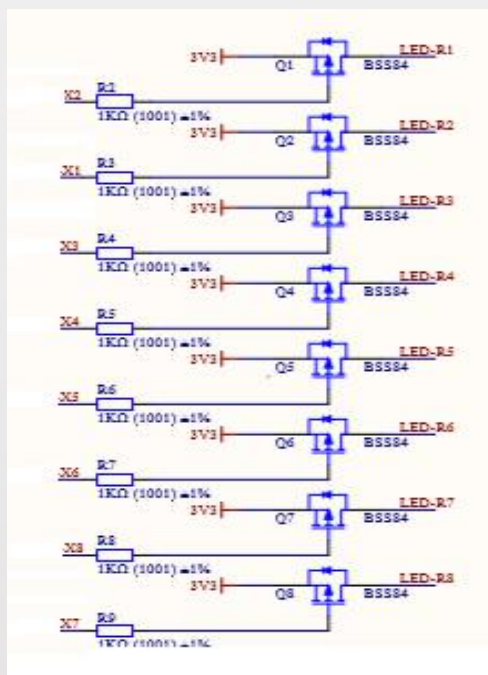 3V3 Q1 BSS84 LED-R1
X2 R2
1KΩ (1001) ±1%
3V3 Q2 BSS84 LED-R2
X1 R3
1KΩ (1001) ±1%
3V3 Q3 BSS84 LED-R3
X3 R4
1KΩ (1001) ±1%
3V3 Q4 BSS84 LED-R4
X4 R5
1KΩ (1001) ±1%
3V3 Q5 BSS84 LED-R5
X5 R6
1KΩ (1001) ±1%
3V3 Q6 BSS84 LED-R6
X6 R7
1KΩ (1001) ±1%
3V3 Q7 BSS84 LED-R7
X8 R8
1KΩ (1001) ±1%
3V3 Q8 BSS84 LED-R8
X7 R9
1KΩ (1001) ±1%